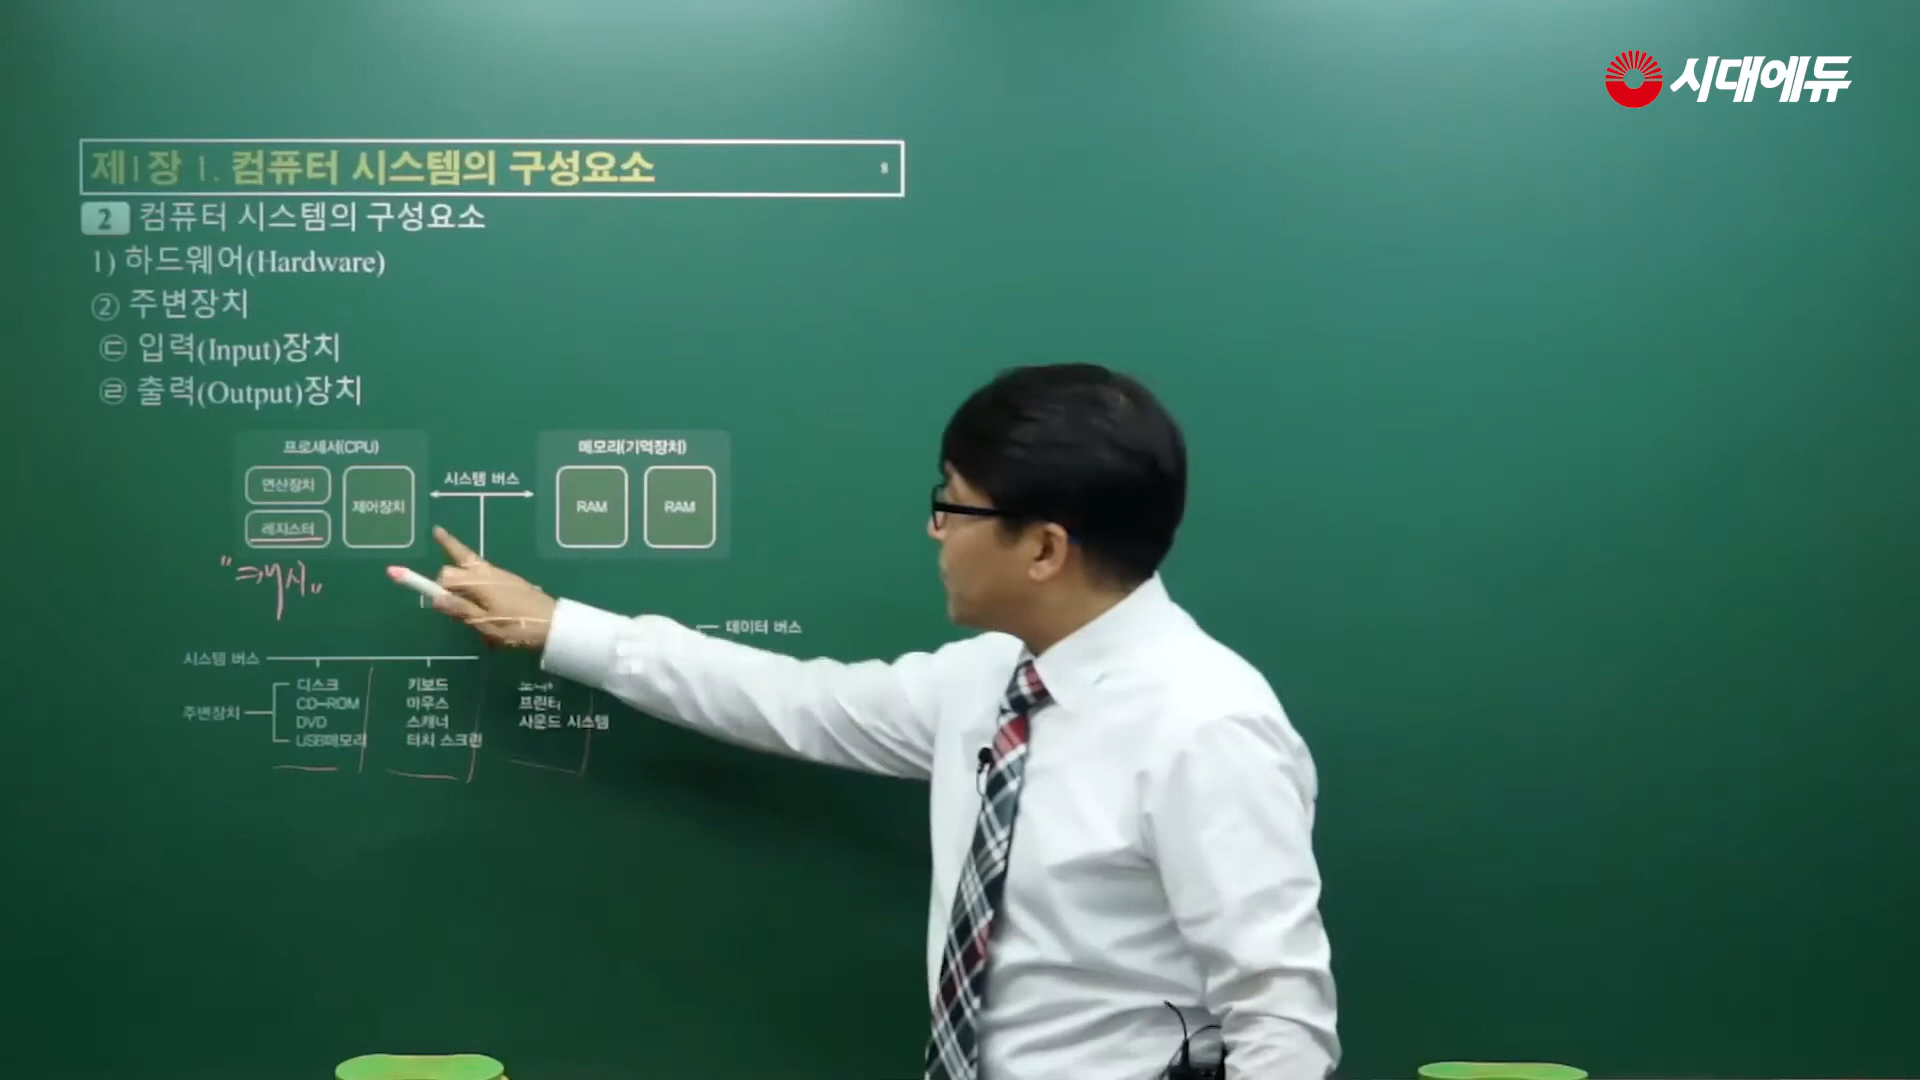 시대에듀
제1장 1. 컴퓨터 시스템의 구성요소
2 컴퓨터 시스템의 구성요소
1) 하드웨어(Hardware)
② 주변장치
㉢ 입력(Input)장치
㉣ 출력(Output)장치
프로세서(CPU)
연산장치
레지스터
제어장치
시스템 버스
메모리(기억장치)
RAM
RAM
"캐시"
데이터 버스
시스템 버스
주변장치
디스크
CD-ROM
DVD
USB메모리
키보드
마우스
스캐너
터치 스크린
프린터
사운드 시스템